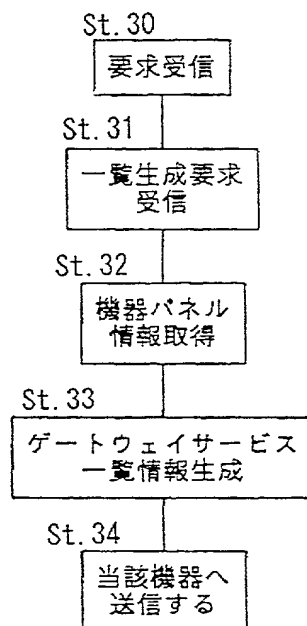 St.30
要求受信
St.31
一覧生成要求
受信
St.32
機器パネル
情報取得
St.33
ゲートウェイサービス
一覧情報生成
St.34
当該機器へ
送信する